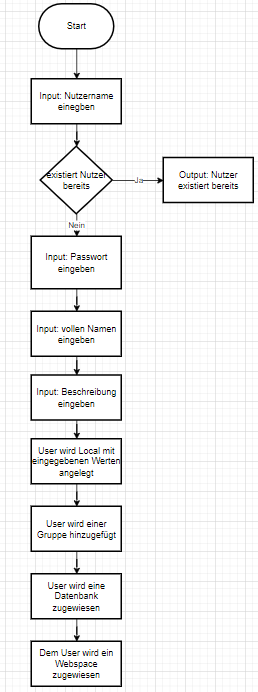 Start
Input: Nutzername
einegben
existiert Nutzer
bereits
Ja
Output: Nutzer
existiert bereits
Nein
Input: Passwort
eingeben
Input: vollen Namen
eingeben
Input: Beschreibung
eingeben
User wird Local mit
eingegebenen Werten
angelegt
User wird einer
Gruppe hinzugefügt
User wird eine
Datenbank
zugewiesen
Dem User wird ein
Webspace
zugewiesen